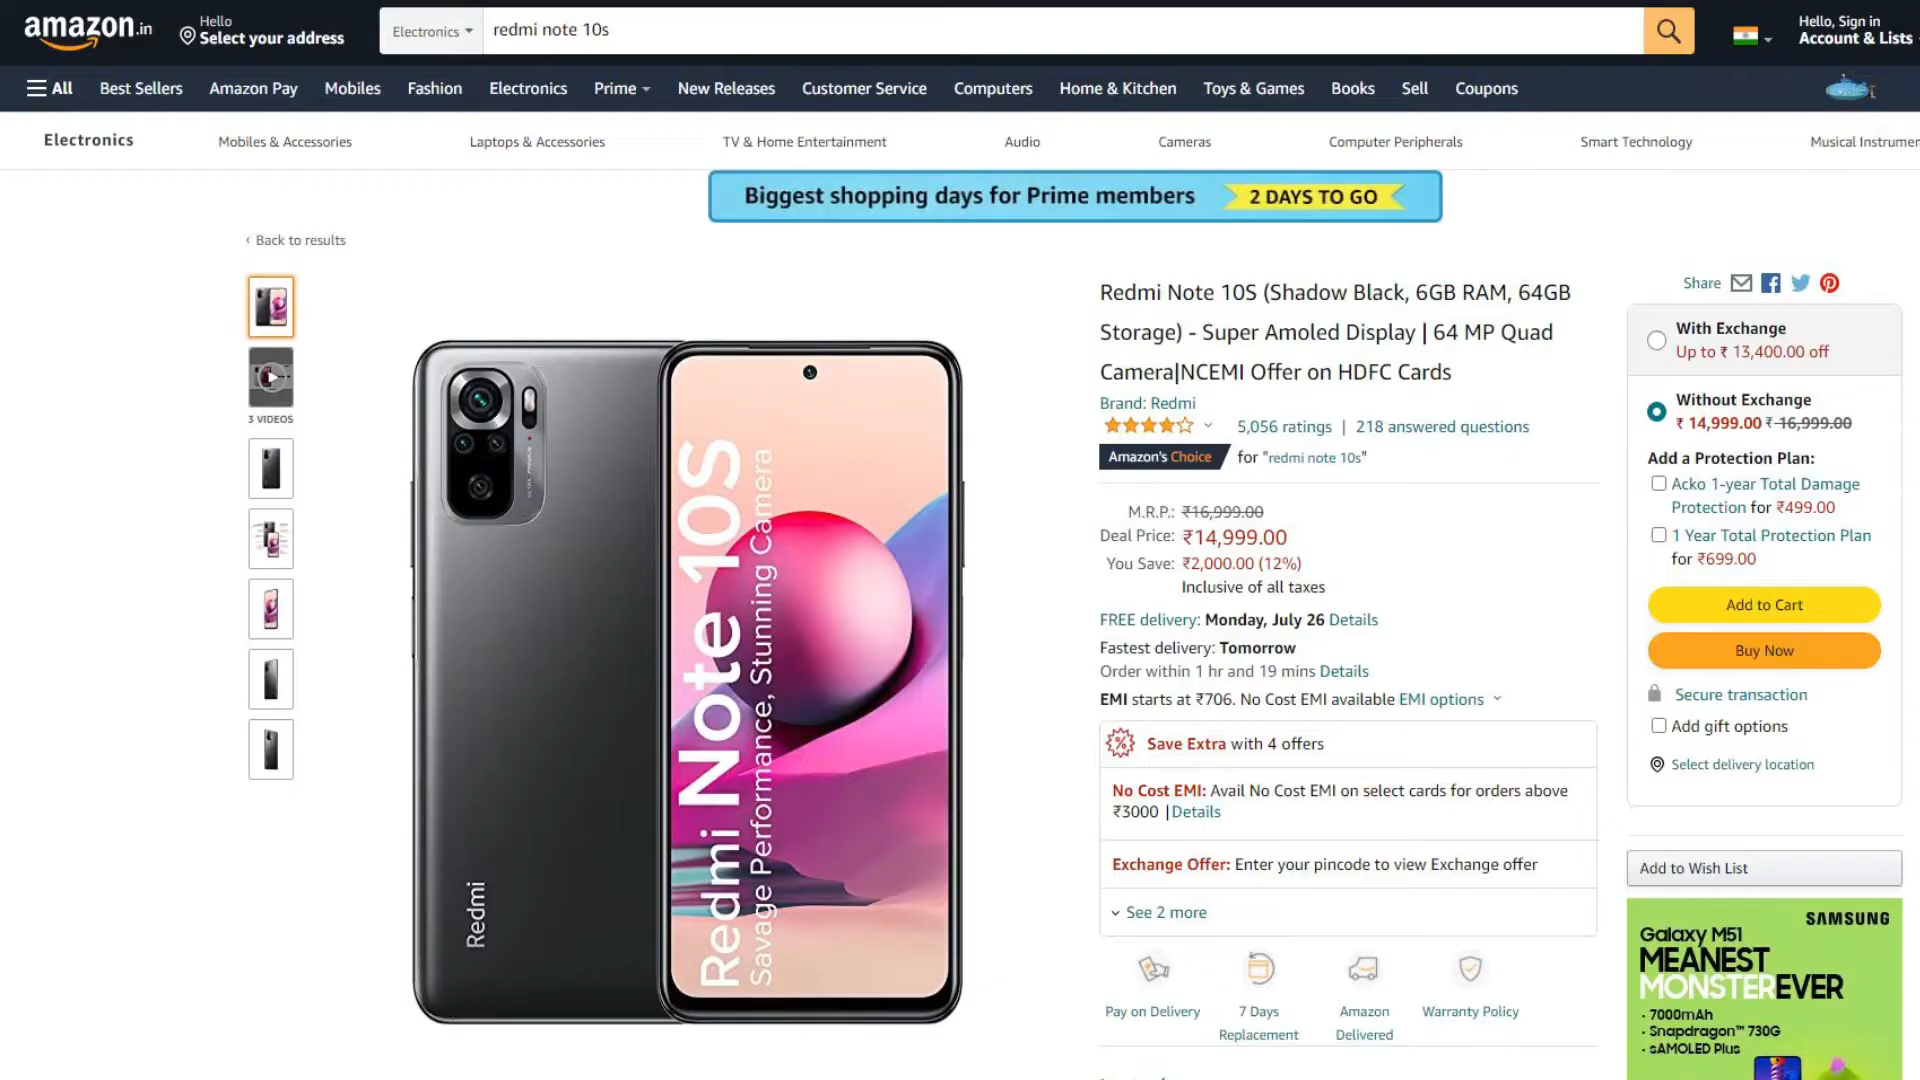 amazon.in
Hello
Select your address
Electronics
redmi note 10s
Hello, Sign in
Account & Lists
All
Best Sellers
Amazon Pay
Mobiles
Fashion
Electronics
Prime
New Releases
Customer Service
Computers
Home & Kitchen
Toys & Games
Books
Sell
Coupons
Electronics
Mobiles & Accessories
Laptops & Accessories
TV & Home Entertainment
Audio
Cameras
Computer Peripherals
Smart Technology
Musical Instrumen
Biggest shopping days for Prime members
2 DAYS TO GO
‹ Back to results
3 VIDEOS
Redmi
Redmi Note 10S
Savage Performance, Stunning Camera
Redmi Note 10S (Shadow Black, 6GB RAM, 64GB
Storage) - Super Amoled Display | 64 MP Quad
Camera|NCEMI Offer on HDFC Cards
Brand: Redmi
5,056 ratings | 218 answered questions
Amazon's Choice for "redmi note 10s"
M.R.P.: ₹16,999.00
Deal Price: ₹14,999.00
You Save: ₹2,000.00 (12%)
Inclusive of all taxes
FREE delivery: Monday, July 26 Details
Fastest delivery: Tomorrow
Order within 1 hr and 19 mins Details
EMI starts at ₹706. No Cost EMI available EMI options
% Save Extra with 4 offers
No Cost EMI: Avail No Cost EMI on select cards for orders above
₹3000 |Details
Exchange Offer: Enter your pincode to view Exchange offer
See 2 more
Pay on Delivery
7 Days
Replacement
Amazon
Delivered
Warranty Policy
Share
With Exchange
Up to ₹ 13,400.00 off
Without Exchange
₹ 14,999.00 ₹ 16,999.00
Add a Protection Plan:
Acko 1-year Total Damage
Protection for ₹499.00
1 Year Total Protection Plan
for ₹699.00
Add to Cart
Buy Now
Secure transaction
Add gift options
Select delivery location
Add to Wish List
SAMSUNG
Galaxy M51
MEANEST
MONSTEREVER
· 7000mAh
· Snapdragon™ 730G
· sAMOLED Plus